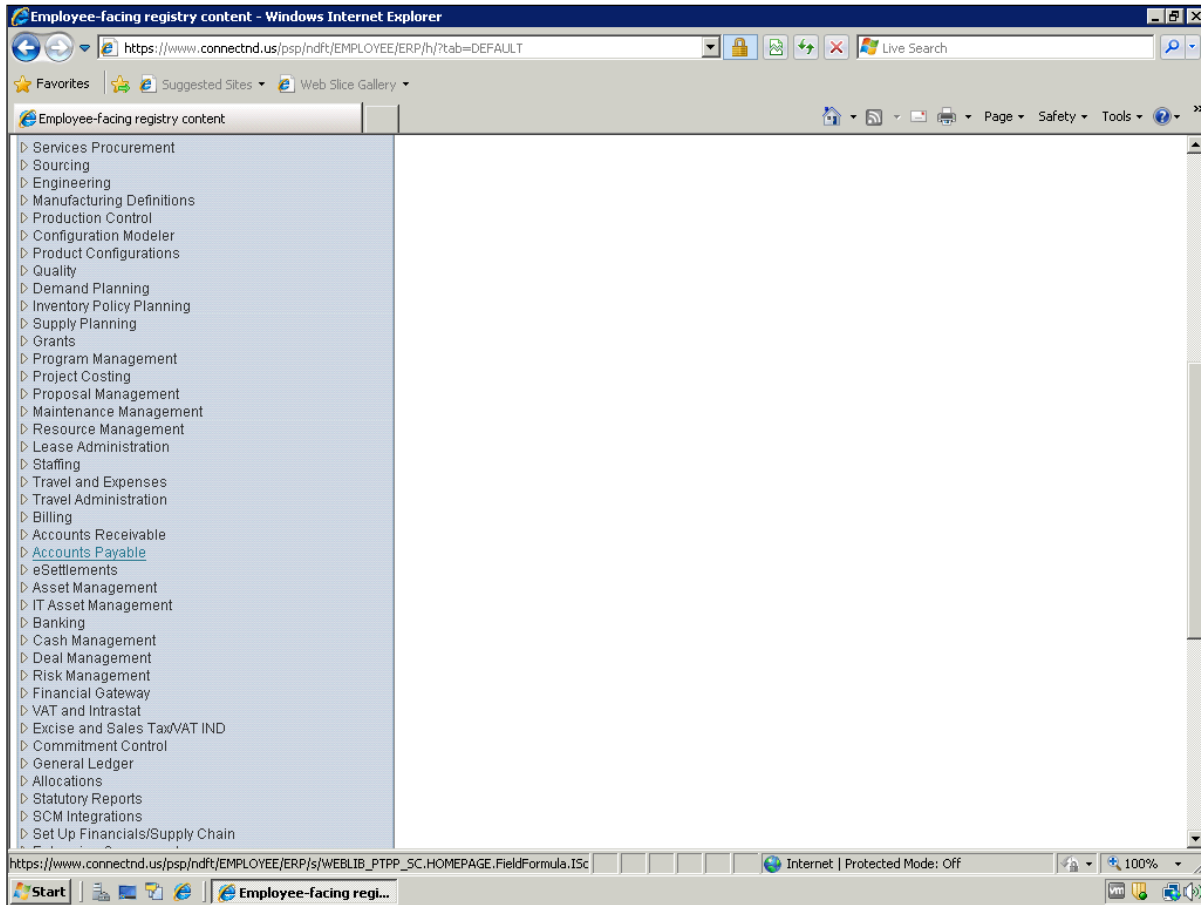 Employee-facing registry content - Windows Internet Explorer
https://www.connectnd.us/psp/ndft/EMPLOYEE/ERP/h/?tab=DEFAULT
Live Search
Favorites
Suggested Sites
Web Slice Gallery
Employee-facing registry content
Page
Safety
Tools
Services Procurement
Sourcing
Engineering
Manufacturing Definitions
Production Control
Configuration Modeler
Product Configurations
Quality
Demand Planning
Inventory Policy Planning
Supply Planning
Grants
Program Management
Project Costing
Proposal Management
Maintenance Management
Resource Management
Lease Administration
Staffing
Travel and Expenses
Travel Administration
Billing
Accounts Receivable
Accounts Payable
eSettlements
Asset Management
IT Asset Management
Banking
Cash Management
Deal Management
Risk Management
Financial Gateway
VAT and Intrastat
Excise and Sales Tax/VAT IND
Commitment Control
General Ledger
Allocations
Statutory Reports
SCM Integrations
Set Up Financials/Supply Chain
https://www.connectnd.us/psp/ndft/EMPLOYEE/ERP/s/WEBLIB_PTPP_SC.HOMEPAGE.FieldFormula.ISc
Internet | Protected Mode: Off
100%
Start
Employee-facing regi...
vm